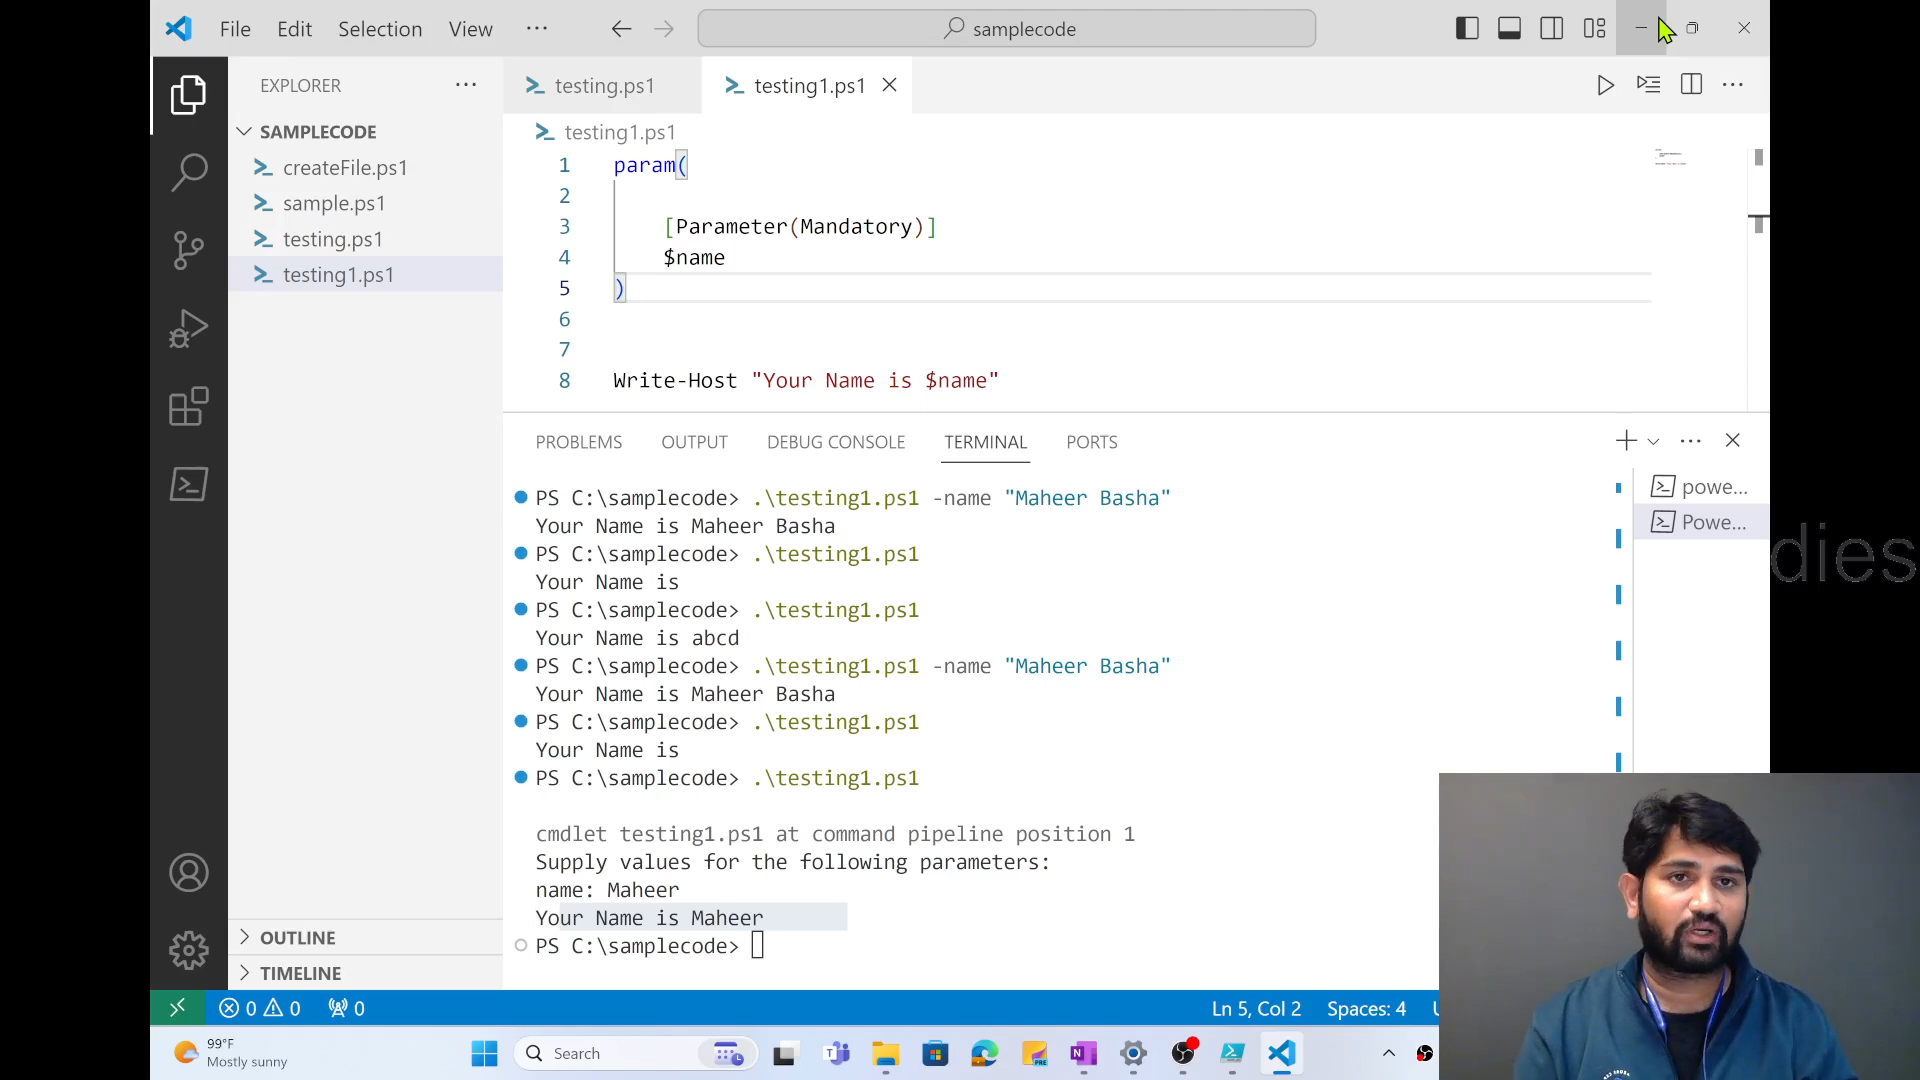 File Edit Selection View ··· samplecode
EXPLORER ···
SAMPLECODE
createFile.ps1
sample.ps1
testing.ps1
testing1.ps1
OUTLINE
TIMELINE
testing.ps1 testing1.ps1
testing1.ps1
1 param(
2
3 [Parameter(Mandatory)]
4 $name
5 )
6
7
8 Write-Host "Your Name is $name"
PROBLEMS OUTPUT DEBUG CONSOLE TERMINAL PORTS
PS C:\samplecode> .\testing1.ps1 -name "Maheer Basha"
Your Name is Maheer Basha
PS C:\samplecode> .\testing1.ps1
Your Name is
PS C:\samplecode> .\testing1.ps1
Your Name is abcd
PS C:\samplecode> .\testing1.ps1 -name "Maheer Basha"
Your Name is Maheer Basha
PS C:\samplecode> .\testing1.ps1
Your Name is
PS C:\samplecode> .\testing1.ps1
cmdlet testing1.ps1 at command pipeline position 1
Supply values for the following parameters:
name: Maheer
Your Name is Maheer
PS C:\samplecode>
powe...
Powe...
dies
0 0 0 Ln 5, Col 2 Spaces: 4
99°F
Mostly sunny
Search
PRE